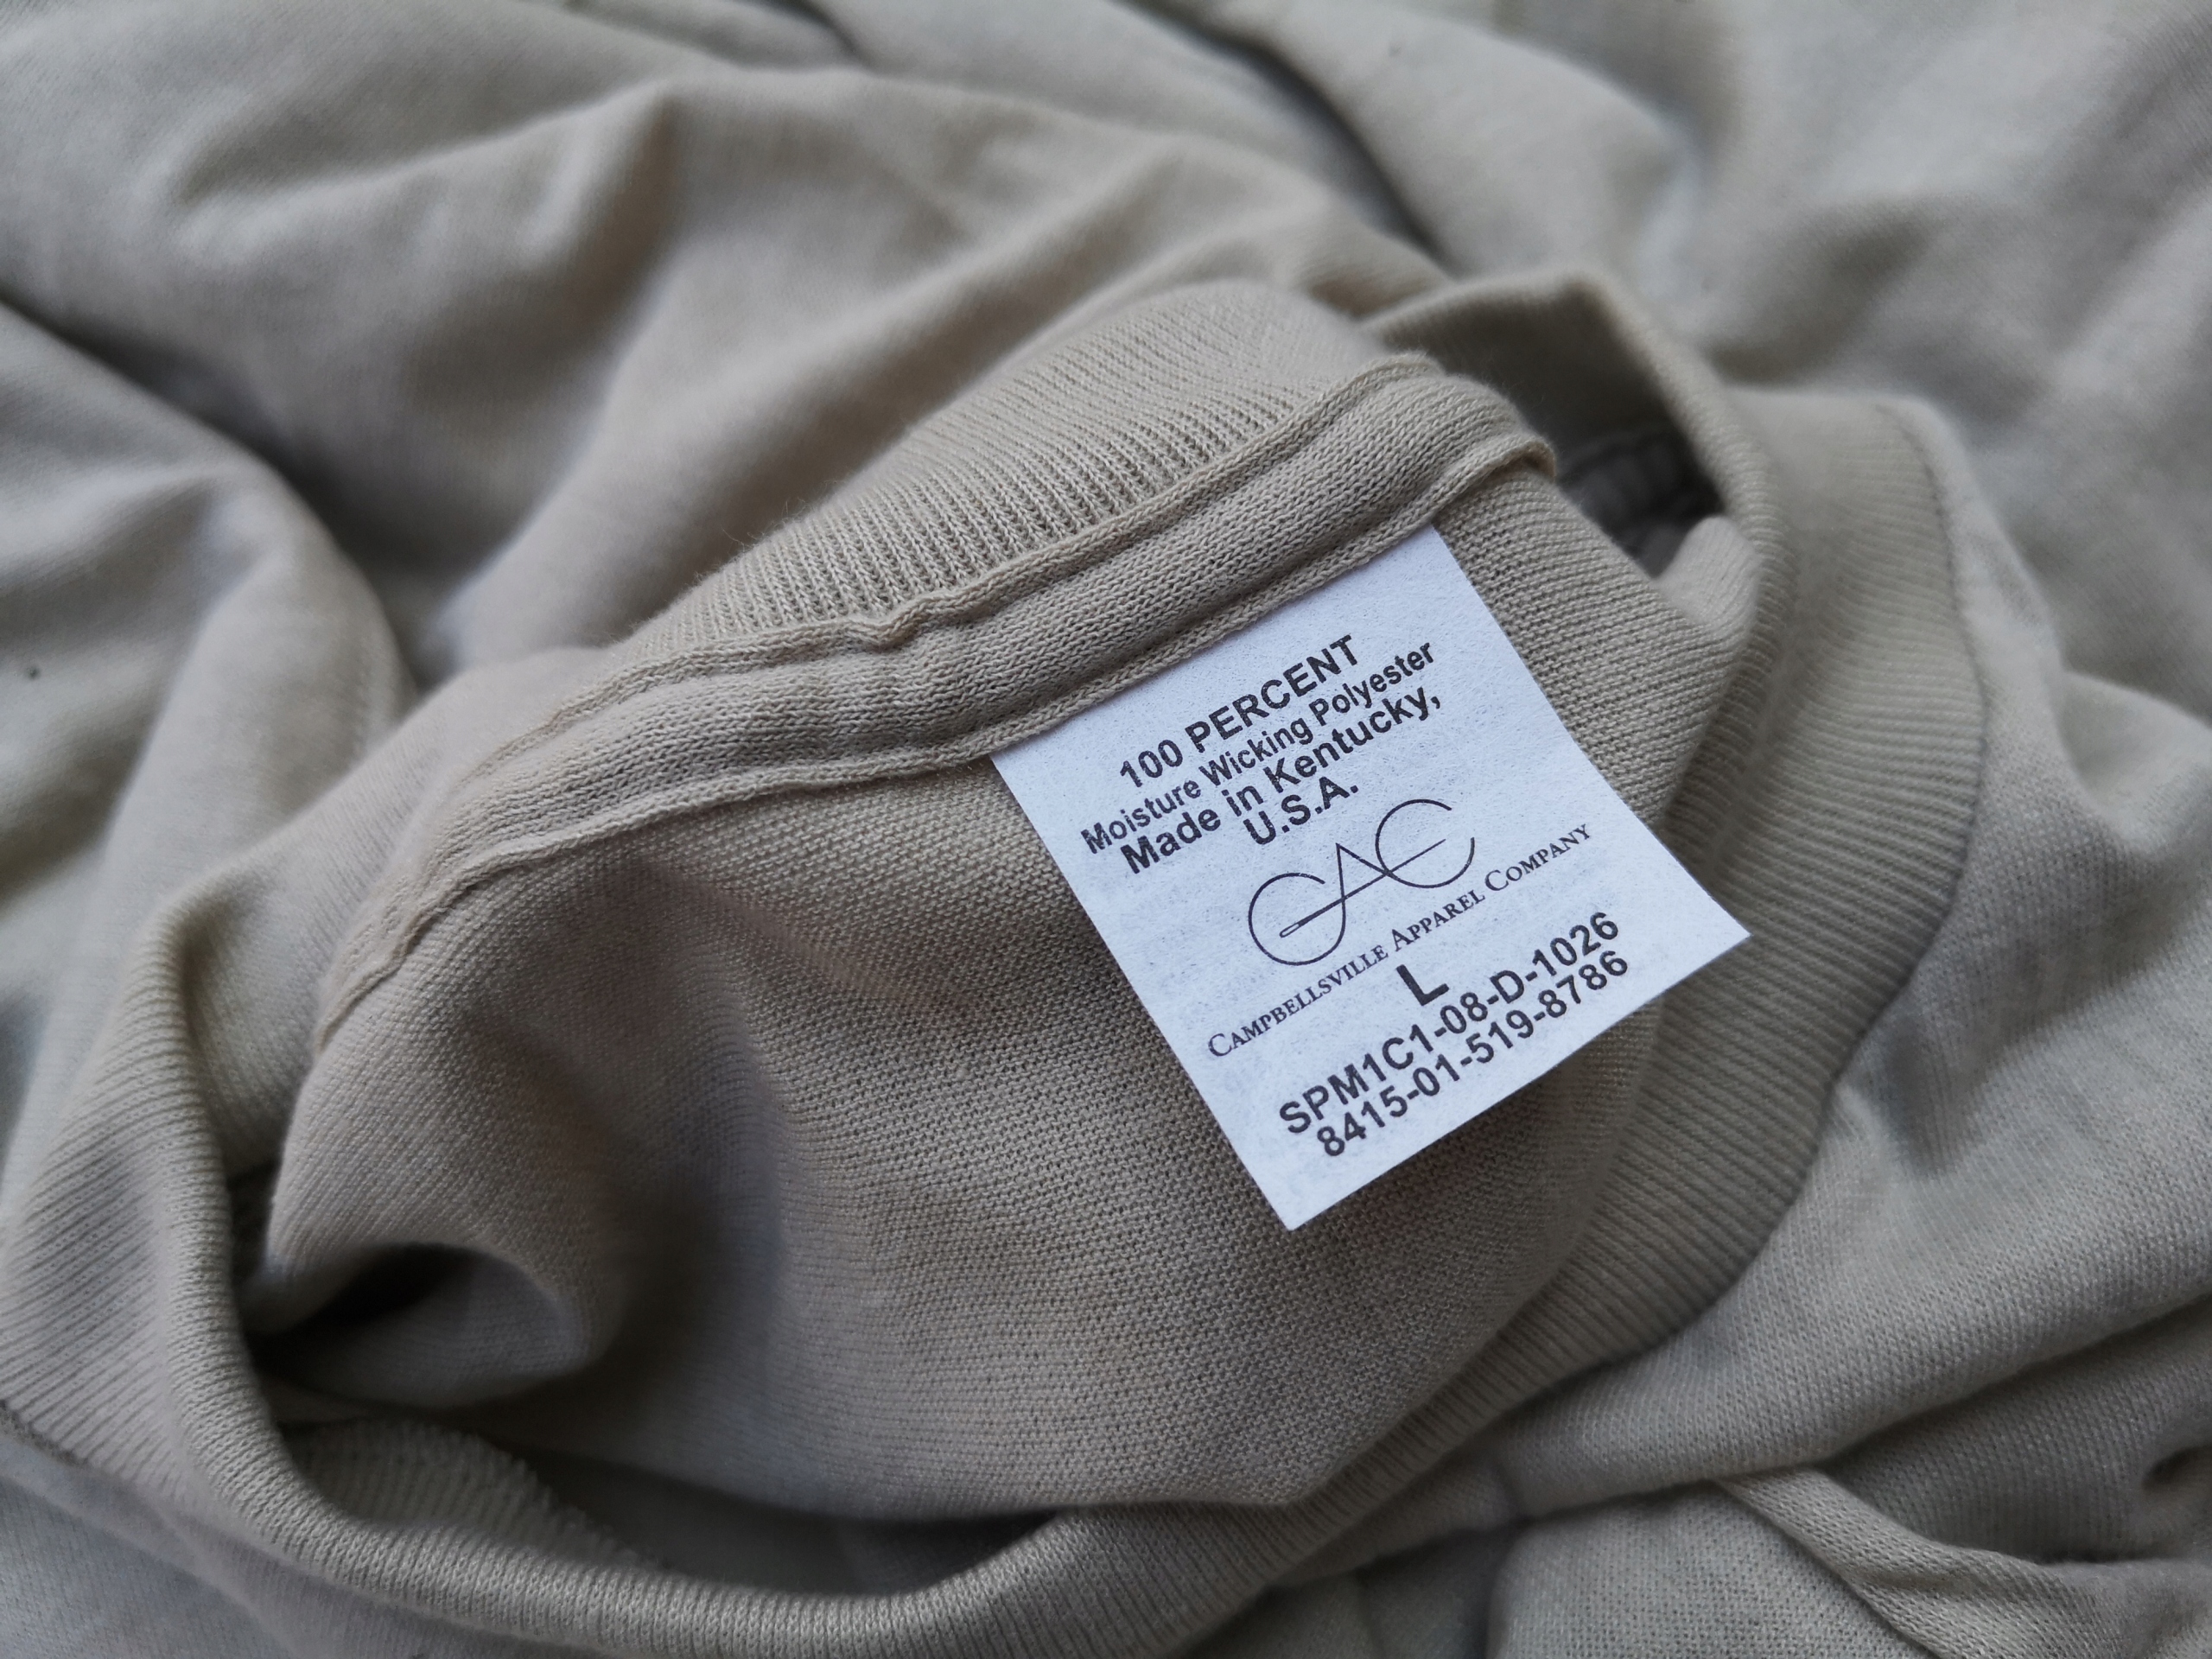 100 PERCENT
Moisture Wicking Polyester
Made in Kentucky,
U.S.A.
CAC
CAMPBELLSVILLE APPAREL COMPANY
L
SPM1C1-08-D-1026
8415-01-519-8786